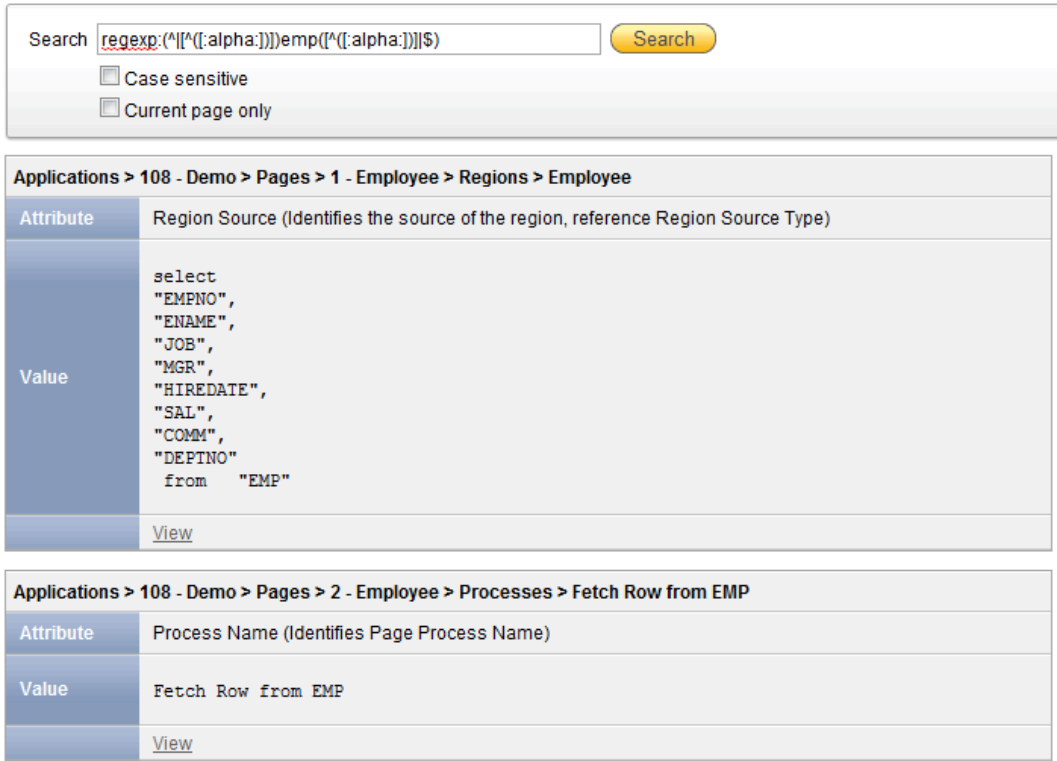 Search regexp:(^|[^([:alpha:])])emp([^([:alpha:])]|$) Search
Case sensitive
Current page only
Applications > 108 - Demo > Pages > 1 - Employee > Regions > Employee
Attribute Region Source (Identifies the source of the region, reference Region Source Type)
Value
select
"EMPNO",
"ENAME",
"JOB",
"MGR",
"HIREDATE",
"SAL",
"COMM",
"DEPTNO"
from "EMP"
View
Applications > 108 - Demo > Pages > 2 - Employee > Processes > Fetch Row from EMP
Attribute Process Name (Identifies Page Process Name)
Value Fetch Row from EMP
View